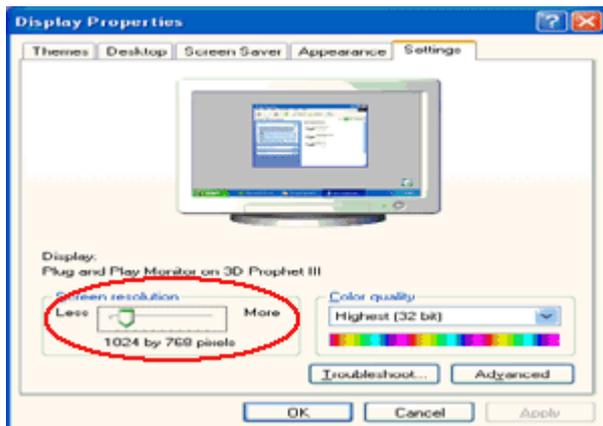 Display Properties
Themes Desktop Screen Saver Appearance Settings
Display:
Plug and Play Monitor on 3D Prophet III
Screen resolution
Less More
1024 by 768 pixels
Color quality
Highest (32 bit)
Troubleshoot... Advanced
OK Cancel Apply